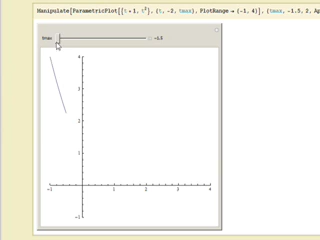 Manipulate[ParametricPlot[{t + 1, t^2}, {t, -2, tmax}, PlotRange → {-1, 4}], {tmax, -1.5, 2, Ap
tmax
-1.5
4
3
2
1
-1 1 2 3 4
-1